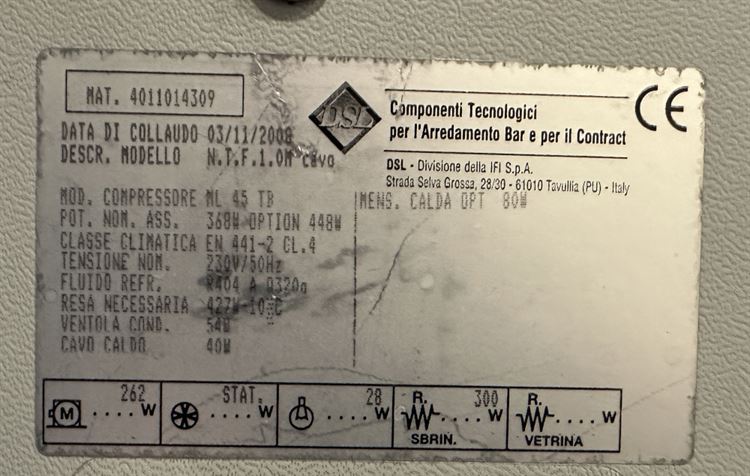 MAT. 4011014309
DATA DI COLLAUDO 03/11/2008
DESCR. MODELLO N.T.F.1.0M cavo
DSL
Componenti Tecnologici
per l'Arredamento Bar e per il Contract
CE
DSL - Divisione della IFI S.p.A.
Strada Selva Grossa, 28/30 - 61010 Tavullia (PU) - Italy
MOD. COMPRESSORE ML 45 TB
MENS. CALDA OPT 80W
POT. NOM. ASS. 368W OPTION 448W
CLASSE CLIMATICA EN 441-2 CL.4
TENSIONE NOM. 230V/50Hz
FLUIDO REFR. R404 A 0320g
RESA NECESSARIA 427W-10°C
VENTOLA COND. 54W
CAVO CALDO 40W
262
M .... W
STAT.
.... W
28
.... W
R. 300
.... W
SBRIN.
R.
.... W
VETRINA